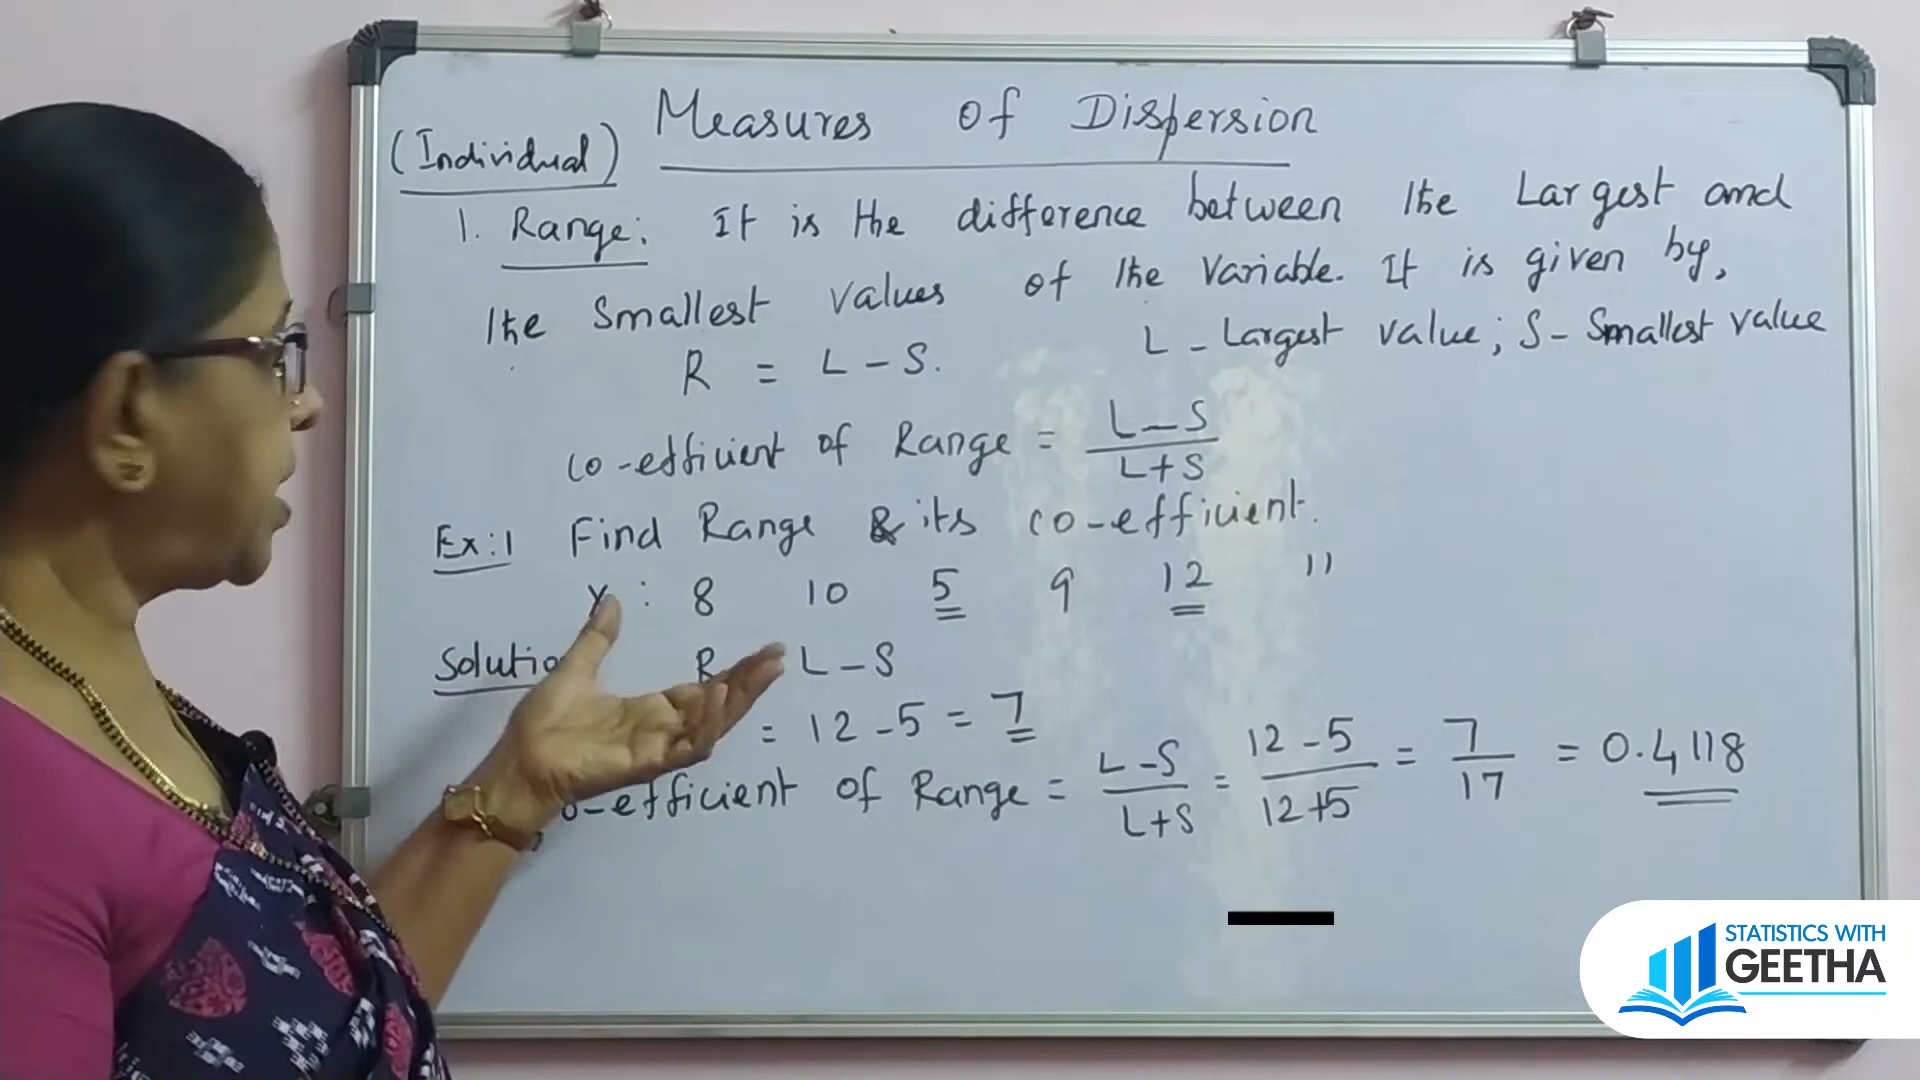 Measures of Dispersion
(Individual)
1. Range: It is the difference between the Largest and
the Smallest values of the Variable. It is given by,
R = L - S. L - Largest value; S - Smallest value
Co-efficient of Range = L - S / L + S
Ex:1 Find Range & its co-efficient.
X : 8 10 5 9 12 11
Solution R L - S
= 12 - 5 = 7
o-efficient of Range = L - S / L + S = 12 - 5 / 12 + 5 = 7 / 17 = 0.4118
STATISTICS WITH
GEETHA